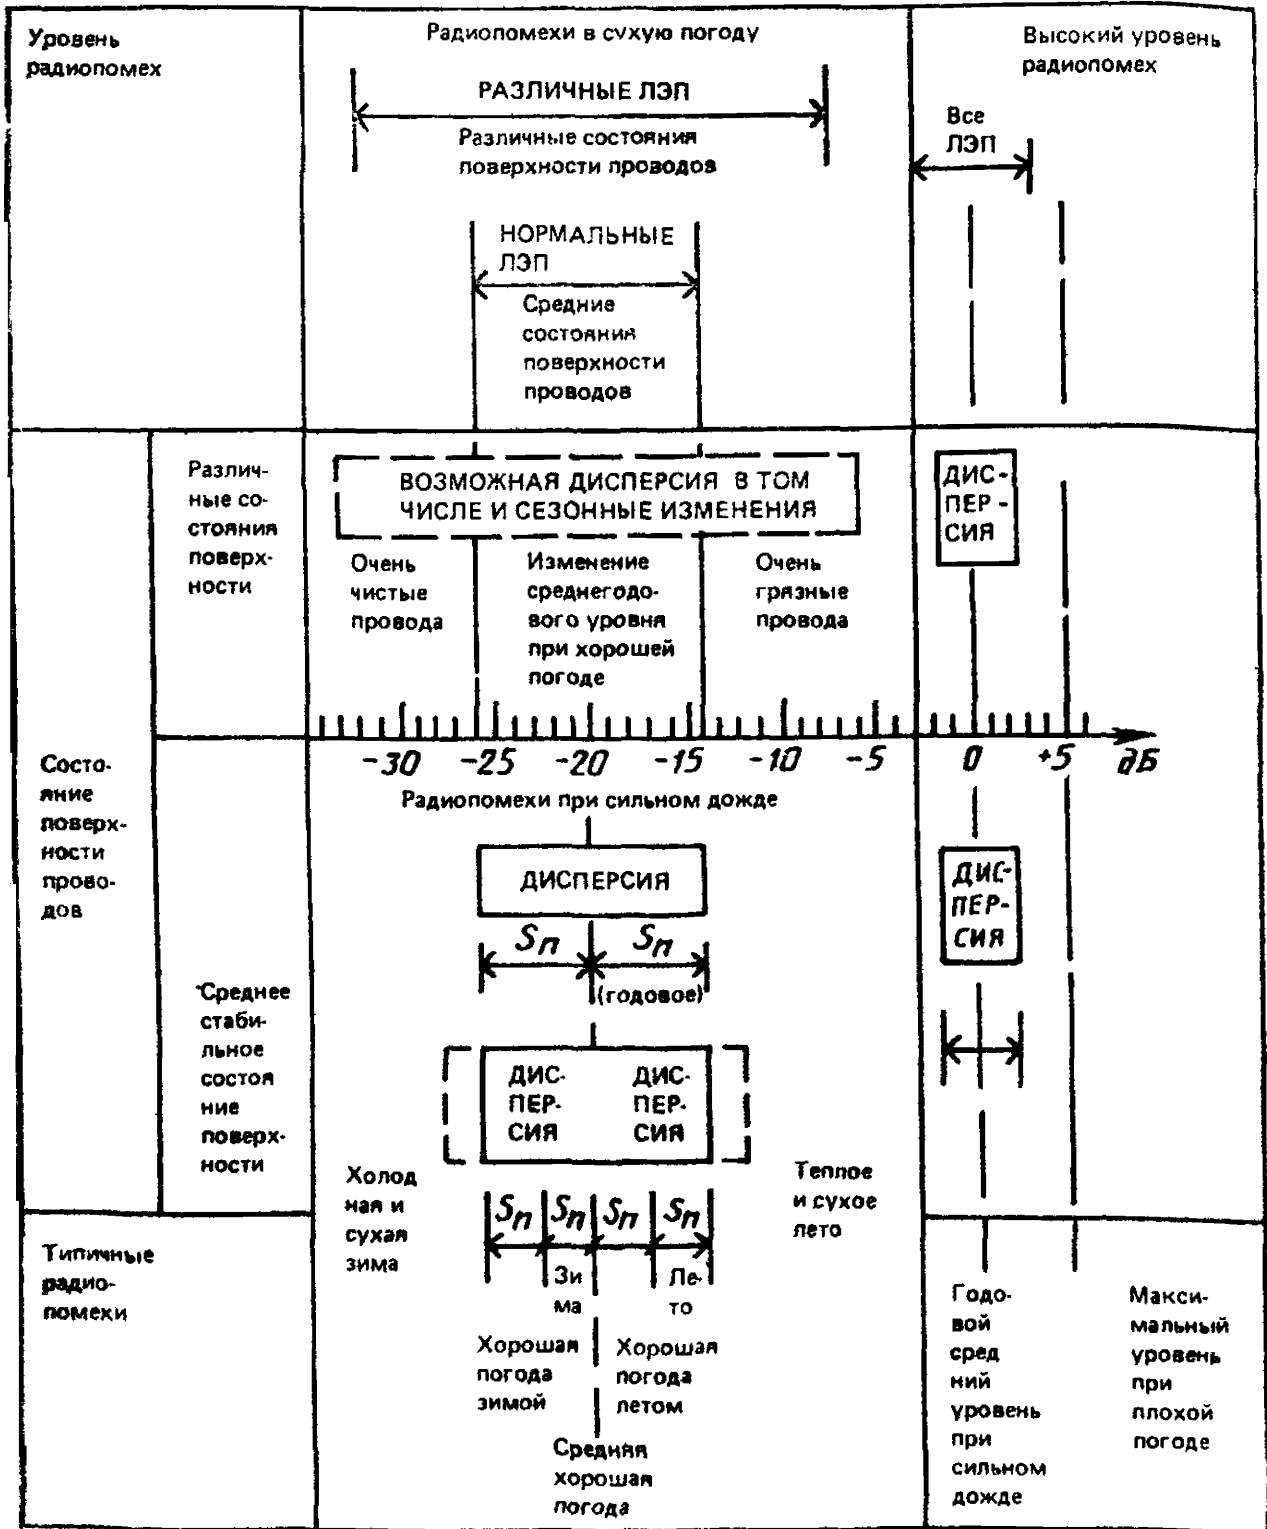 Уровень
радиопомех
Радиопомехи в сухую погоду
РАЗЛИЧНЫЕ ЛЭП
Различные состояния
поверхности проводов
НОРМАЛЬНЫЕ
ЛЭП
Средние
состояния
поверхности
проводов
Высокий уровень
радиопомех
Все
ЛЭП
Состо-
яние
поверх-
ности
прово-
дов
Различ-
ные со-
стояния
поверх-
ности
ВОЗМОЖНАЯ ДИСПЕРСИЯ В ТОМ
ЧИСЛЕ И СЕЗОННЫЕ ИЗМЕНЕНИЯ
Очень
чистые
провода
Изменение
среднегодо-
вого уровня
при хорошей
погоде
Очень
грязные
провода
ДИС-
ПЕР-
СИЯ
-30 -25 -20 -15 -10 -5 0 +5 дБ
Радиопомехи при сильном дожде
Среднее
стаби-
льное
состоя
ние
поверх-
ности
ДИСПЕРСИЯ
Sп Sп
(годовое)
ДИС-
ПЕР-
СИЯ
ДИС-
ПЕР-
СИЯ
ДИС-
ПЕР-
СИЯ
Холод
ная и
сухая
зима
Sп Sп Sп Sп
Зи
ма
Ле-
то
Теплое
и сухое
лето
Типичные
радио-
помехи
Хорошая
погода
зимой
Хорошая
погода
летом
Средняя
хорошая
погода
Годо-
вой
сред
ний
уровень
при
сильном
дожде
Макси-
мальный
уровень
при
плохой
погоде